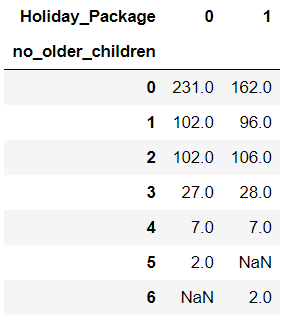 Holiday_Package 0 1
no_older_children
0 231.0 162.0
1 102.0 96.0
2 102.0 106.0
3 27.0 28.0
4 7.0 7.0
5 2.0 NaN
6 NaN 2.0